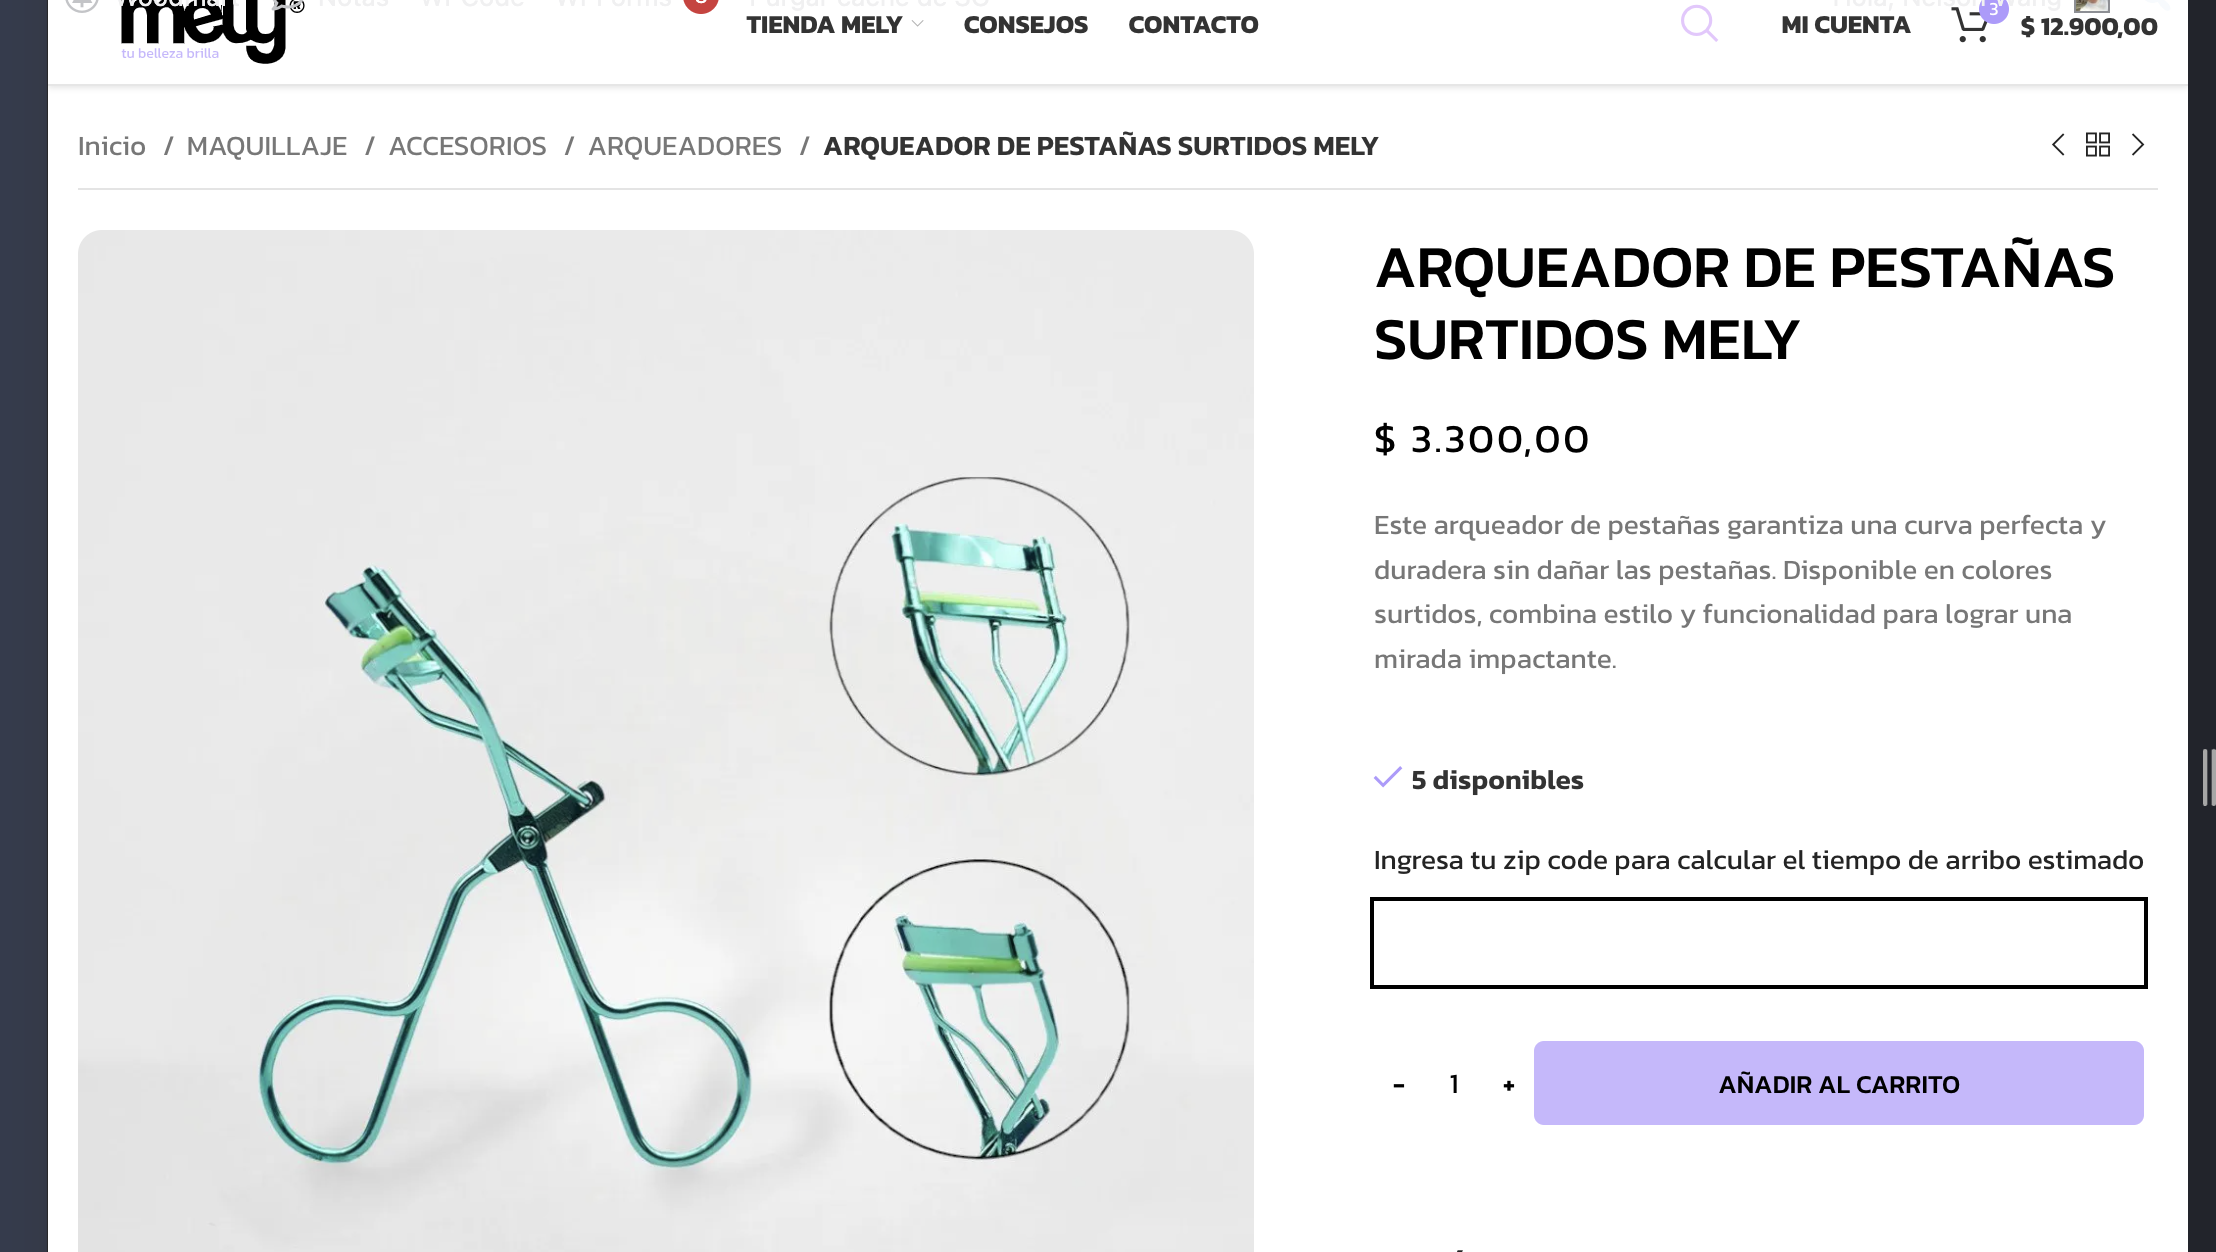 mely®
tu belleza brilla
TIENDA MELY
CONSEJOS
CONTACTO
MI CUENTA
3
$ 12.900,00
Inicio / MAQUILLAJE / ACCESORIOS / ARQUEADORES / ARQUEADOR DE PESTAÑAS SURTIDOS MELY
ARQUEADOR DE PESTAÑAS
SURTIDOS MELY
$ 3.300,00
Este arqueador de pestañas garantiza una curva perfecta y
duradera sin dañar las pestañas. Disponible en colores
surtidos, combina estilo y funcionalidad para lograr una
mirada impactante.
5 disponibles
Ingresa tu zip code para calcular el tiempo de arribo estimado
- 1 +
AÑADIR AL CARRITO